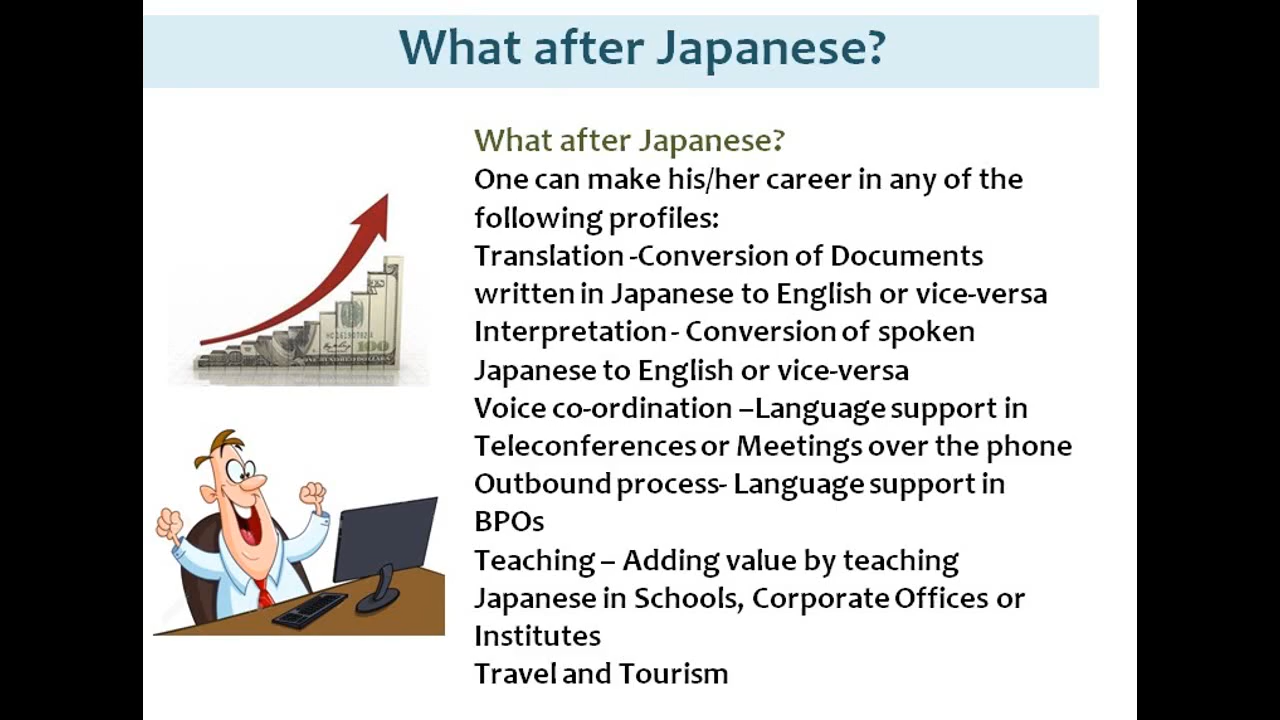 What after Japanese?
What after Japanese?
One can make his/her career in any of the
following profiles:
Translation -Conversion of Documents
written in Japanese to English or vice-versa
Interpretation - Conversion of spoken
Japanese to English or vice-versa
Voice co-ordination –Language support in
Teleconferences or Meetings over the phone
Outbound process- Language support in
BPOs
Teaching – Adding value by teaching
Japanese in Schools, Corporate Offices or
Institutes
Travel and Tourism